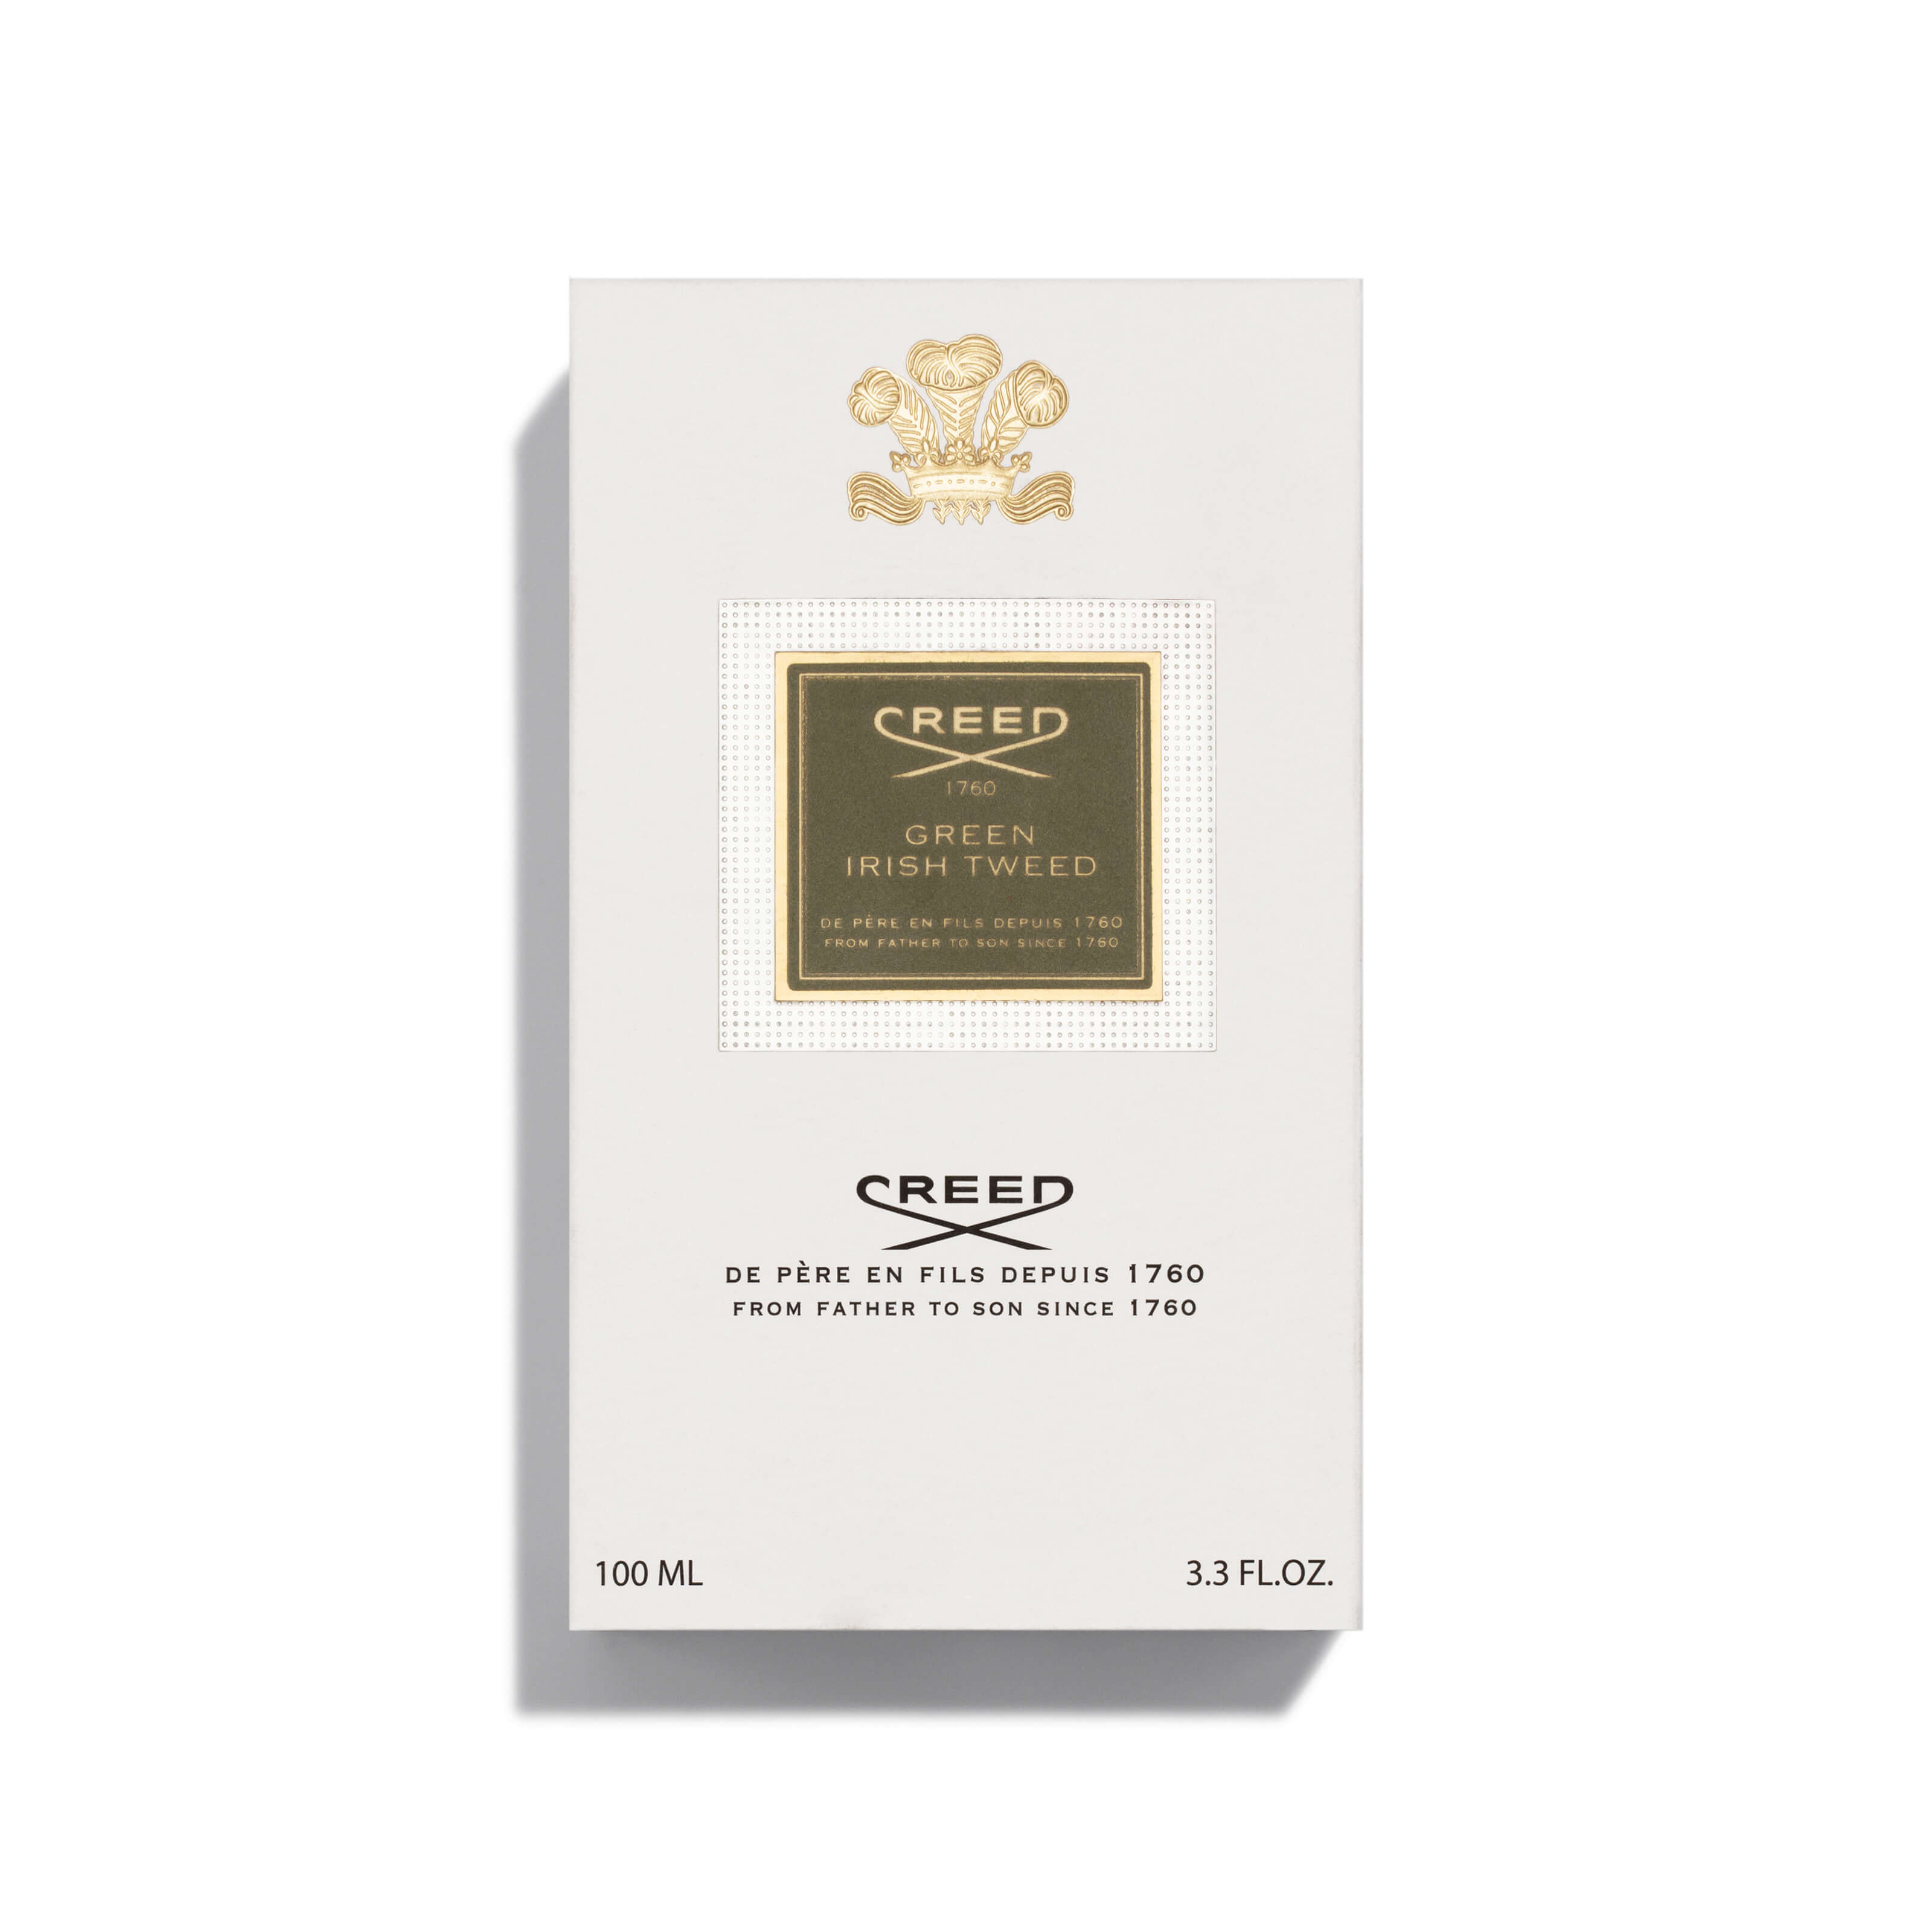 CREED
1760
GREEN
IRISH TWEED
DE PÈRE EN FILS DEPUIS 1760
FROM FATHER TO SON SINCE 1760
CREED
DE PÈRE EN FILS DEPUIS 1760
FROM FATHER TO SON SINCE 1760
100 ML 3.3 FL.OZ.